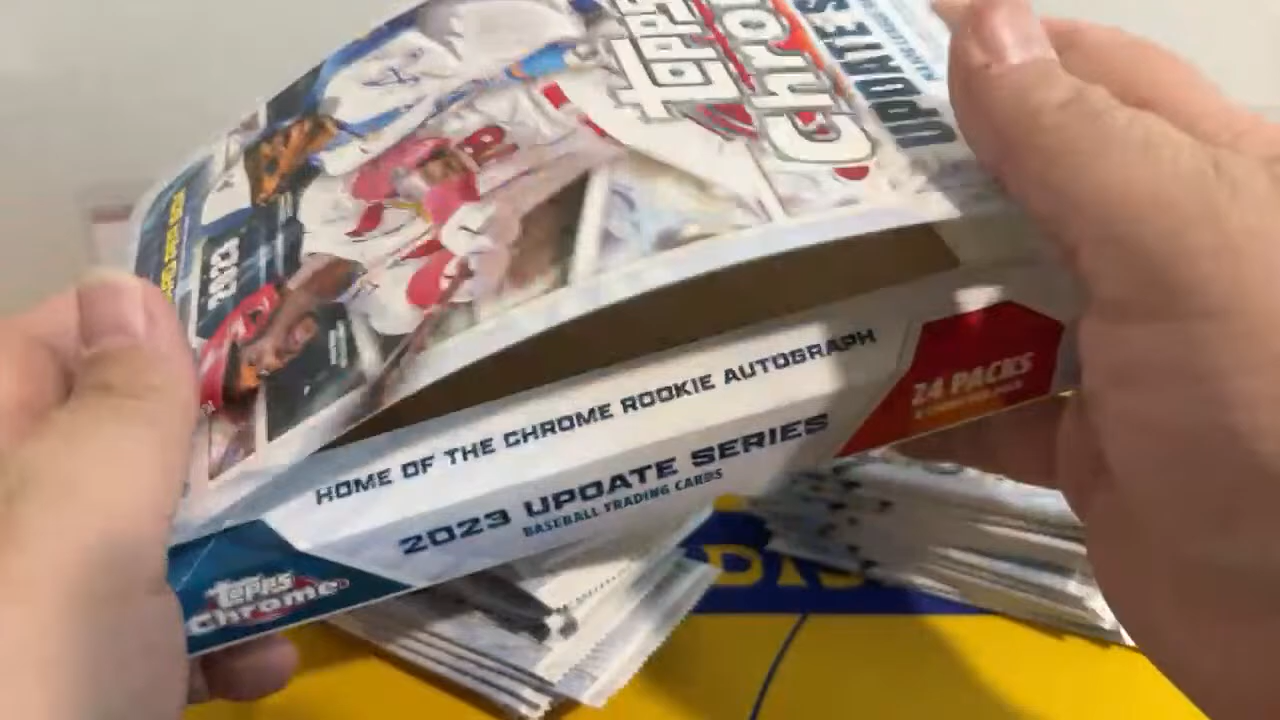 Topps
Chrome
UPDATE S
2023
HOME OF THE CHROME ROOKIE AUTOGRAPH
24 PACKS
2023 UPDATE SERIES
BASEBALL TRADING CARDS
Topps
Chrome